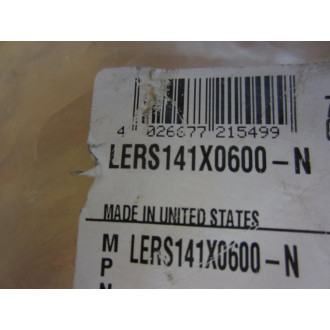 4 026677 215499
LERS141X0600-N
MADE IN UNITED STATES
M LERS141X0600-N
P
N